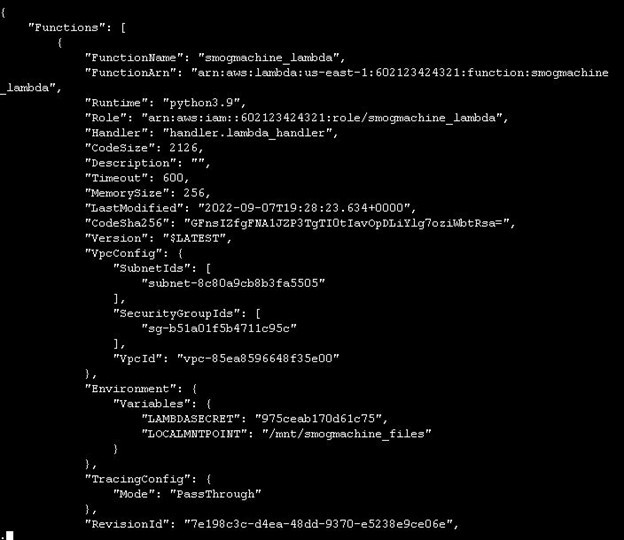 {
    "Functions": [
        {
            "FunctionName": "smogmachine_lambda",
            "FunctionArn": "arn:aws:lambda:us-east-1:602123424321:function:smogmachine
_lambda",
            "Runtime": "python3.9",
            "Role": "arn:aws:iam::602123424321:role/smogmachine_lambda",
            "Handler": "handler.lambda_handler",
            "CodeSize": 2126,
            "Description": "",
            "Timeout": 600,
            "MemorySize": 256,
            "LastModified": "2022-09-07T19:28:23.634+0000",
            "CodeSha256": "GFnsIZfgFNA1JZP3TgTIOtIavOpDLiYlg7oziWbtRsa=",
            "Version": "$LATEST",
            "VpcConfig": {
                "SubnetIds": [
                    "subnet-8c80a9cb8b3fa5505"
                ],
                "SecurityGroupIds": [
                    "sg-b51a01f5b4711c95c"
                ],
                "VpcId": "vpc-85ea8596648f35e00"
            },
            "Environment": {
                "Variables": {
                    "LAMBDASECRET": "975ceab170d61c75",
                    "LOCALMNTPOINT": "/mnt/smogmachine_files"
                }
            },
            "TracingConfig": {
                "Mode": "PassThrough"
            },
            "RevisionId": "7e198c3c-d4ea-48dd-9370-e5238e9ce06e",
: